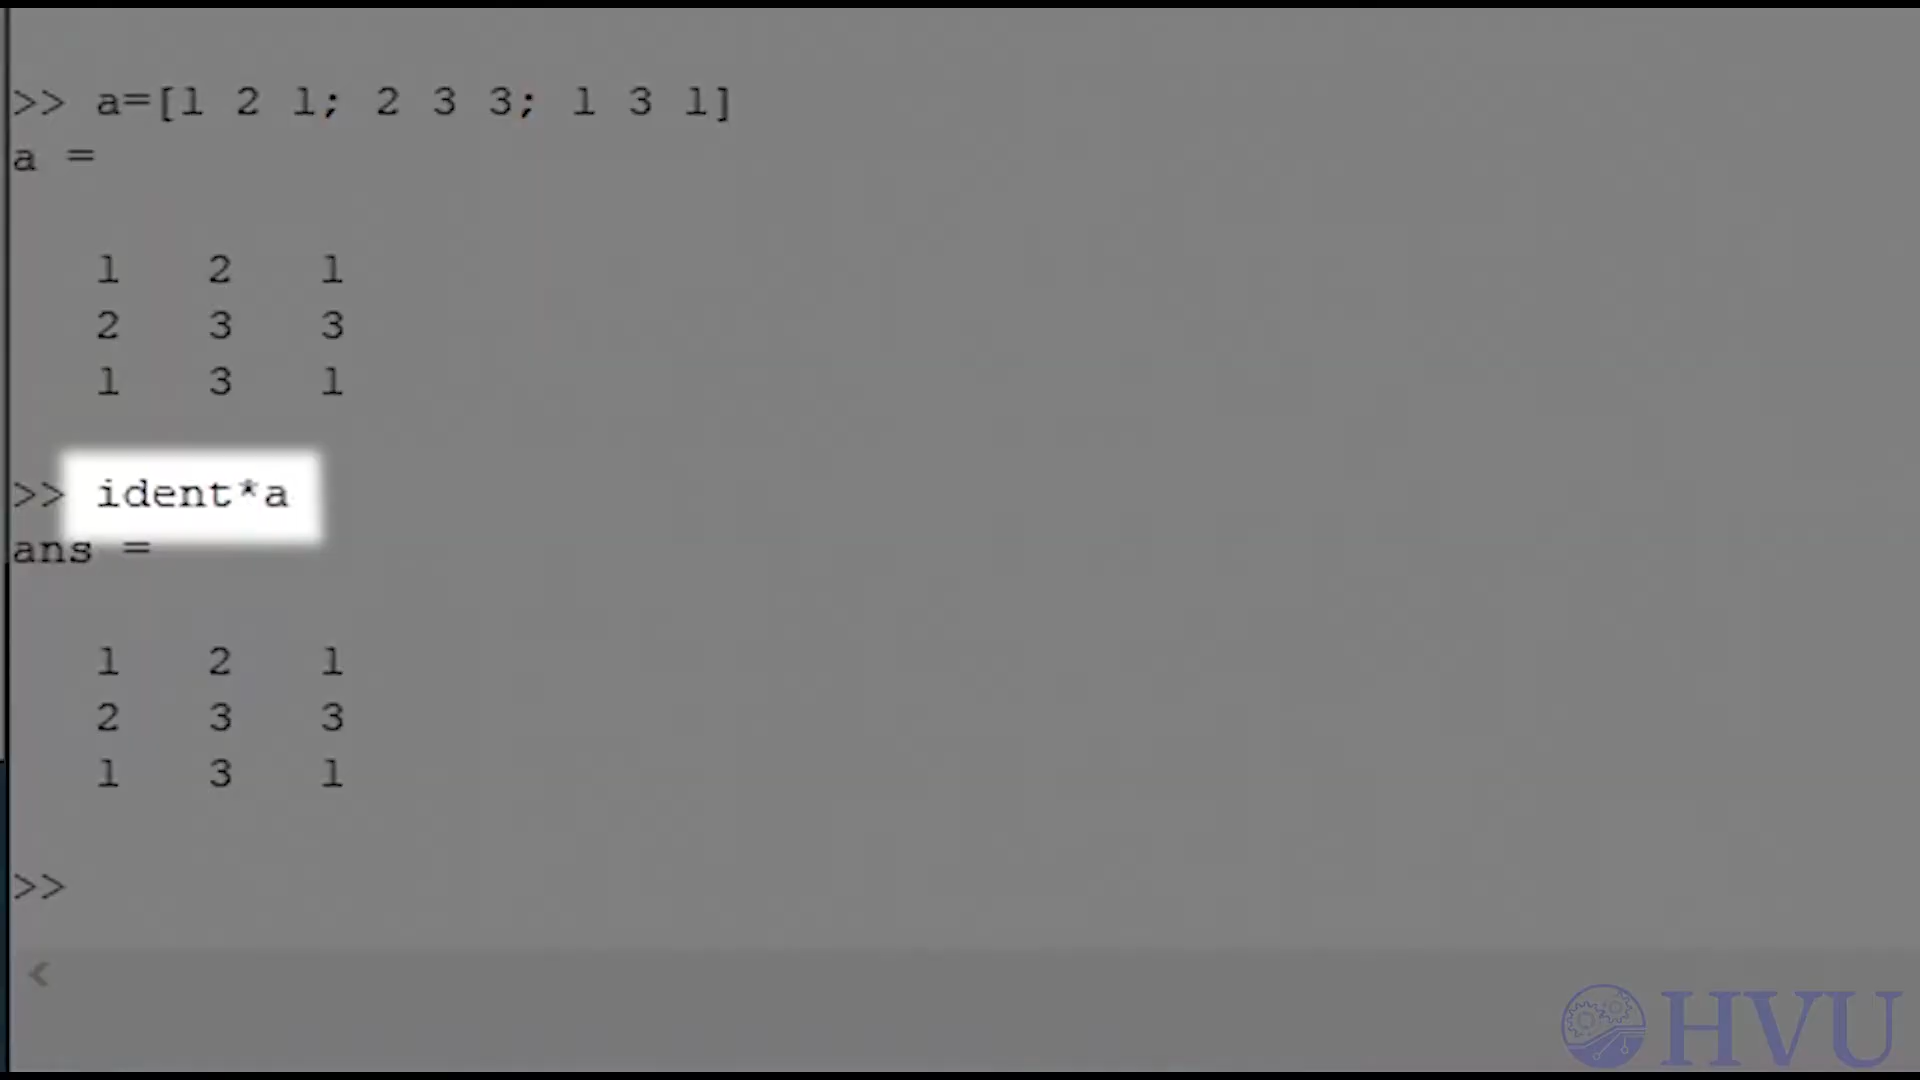 >> a=[1 2 1; 2 3 3; 1 3 1]
a =
1 2 1
2 3 3
1 3 1
>> ident*a
ans =
1 2 1
2 3 3
1 3 1
>>
HVU